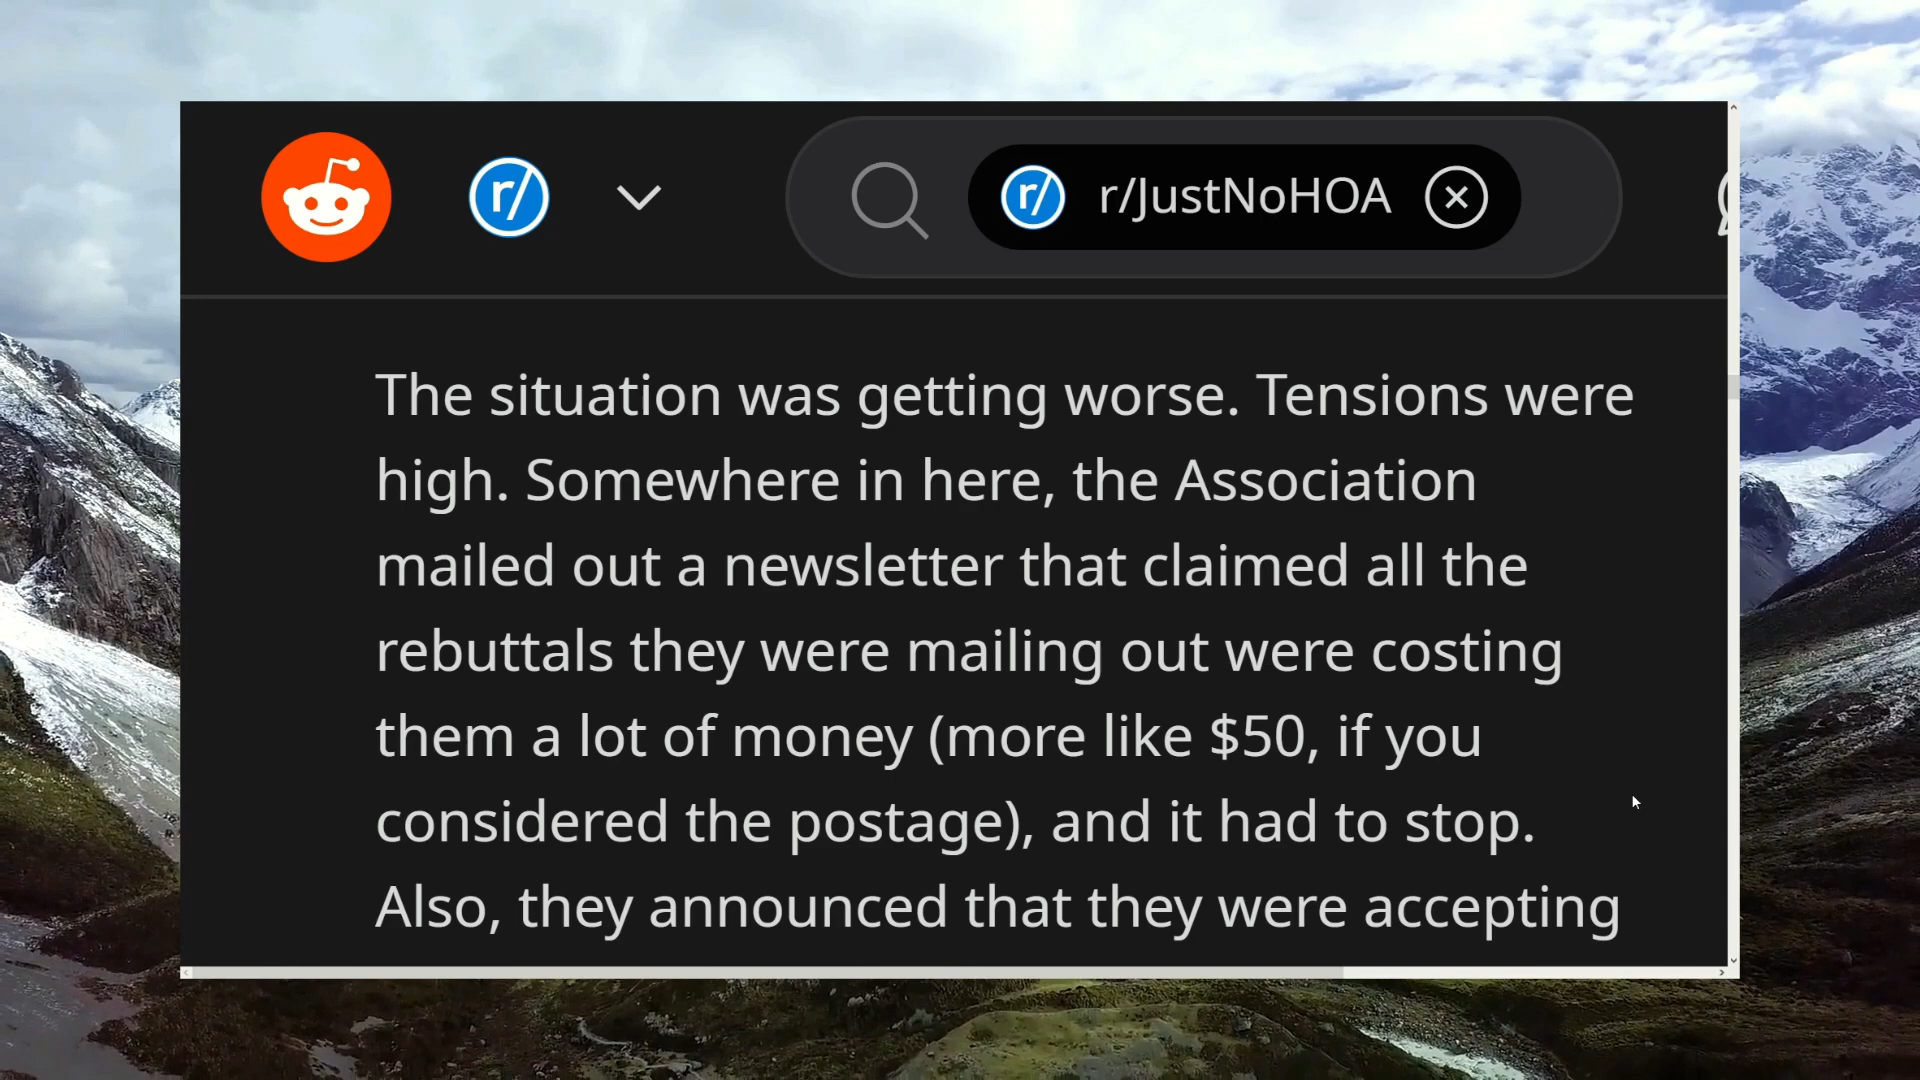 r/ r/ r/JustNoHOA
The situation was getting worse. Tensions were
high. Somewhere in here, the Association
mailed out a newsletter that claimed all the
rebuttals they were mailing out were costing
them a lot of money (more like $50, if you
considered the postage), and it had to stop.
Also, they announced that they were accepting